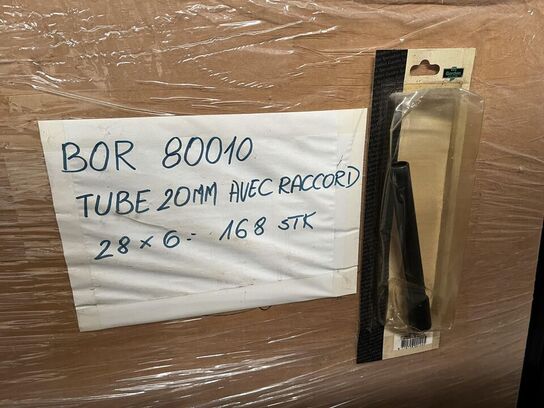 BOR 80010
TUBE 20MM AVEC RACCORD
28 × 6 = 168 STK